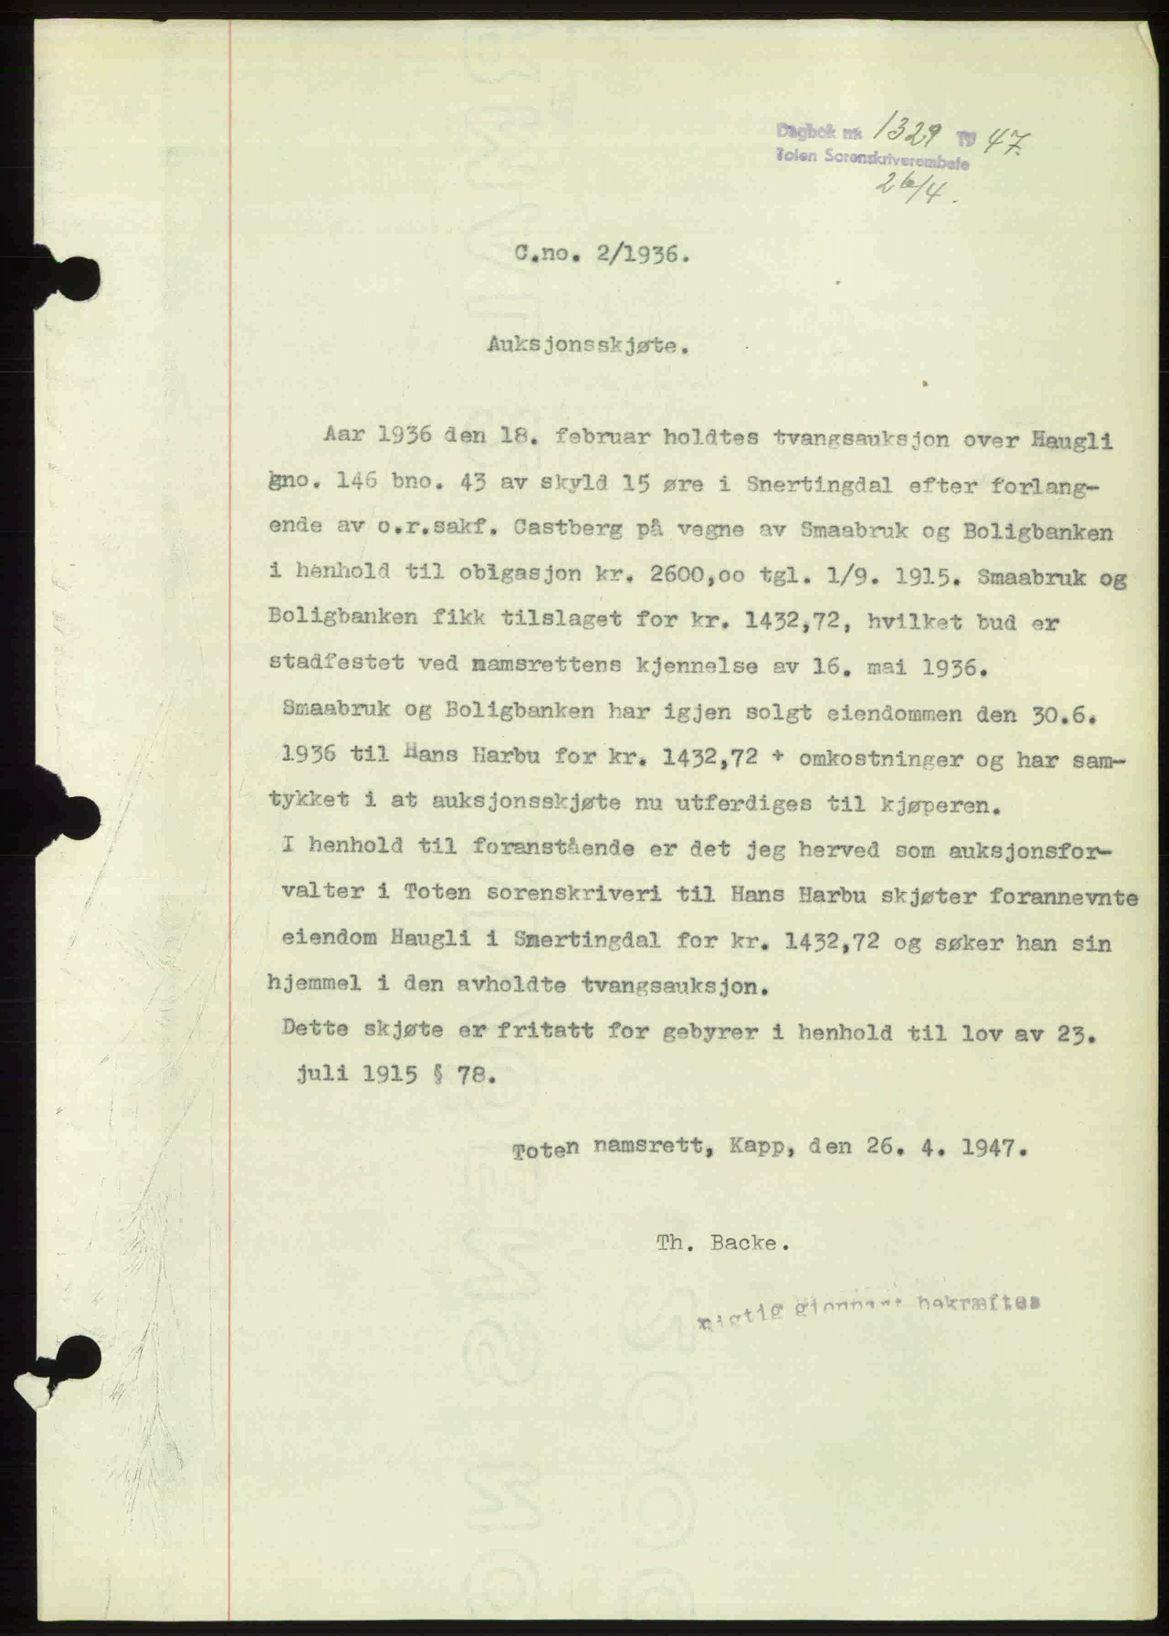 Dagbok nr. 1329 19 47.
Toten Sorenskriverembete
26/4.
C.no. 2/1936.
Auksjonsskjøte.
Aar 1936 den 18. februar holdtes tvangsauksjon over Haugli
gno. 146 bno. 43 av skyld 15 øre i Snertingdal efter forlang-
ende av o.r.sakf. Castberg på vegne av Smaabruk og Boligbanken
i henhold til oblgasjon kr. 2600,oo tgl. 1/9. 1915. Smaabruk og
Boligbanken fikk tilslaget for kr. 1432,72, hvilket bud er
stadfestet ved namsrettens kjennelse av 16. mai 1936.
Smaabruk og Boligbanken har igjen solgt eiendommen den 30.6.
1936 til Hans Harbu for kr. 1432,72 + omkostninger og har sam-
tykket i at auksjonsskjøte nu utferdiges til kjøperen.
I henhold til foranstående er det jeg herved som auksjonsfor-
valter i Toten sorenskriveri til Hans Harbu skjøter forannevnte
eiendom Haugli i Snertingdal for kr. 1432,72 og søker han sin
hjemmel i den avholdte tvangsauksjon.
Dette skjøte er fritatt for gebyrer i henhold til lov av 23.
juli 1915 § 78.
Toten namsrett, Kapp, den 26. 4. 1947.
Th. Backe.
Rigtig gjenpart bekræftes